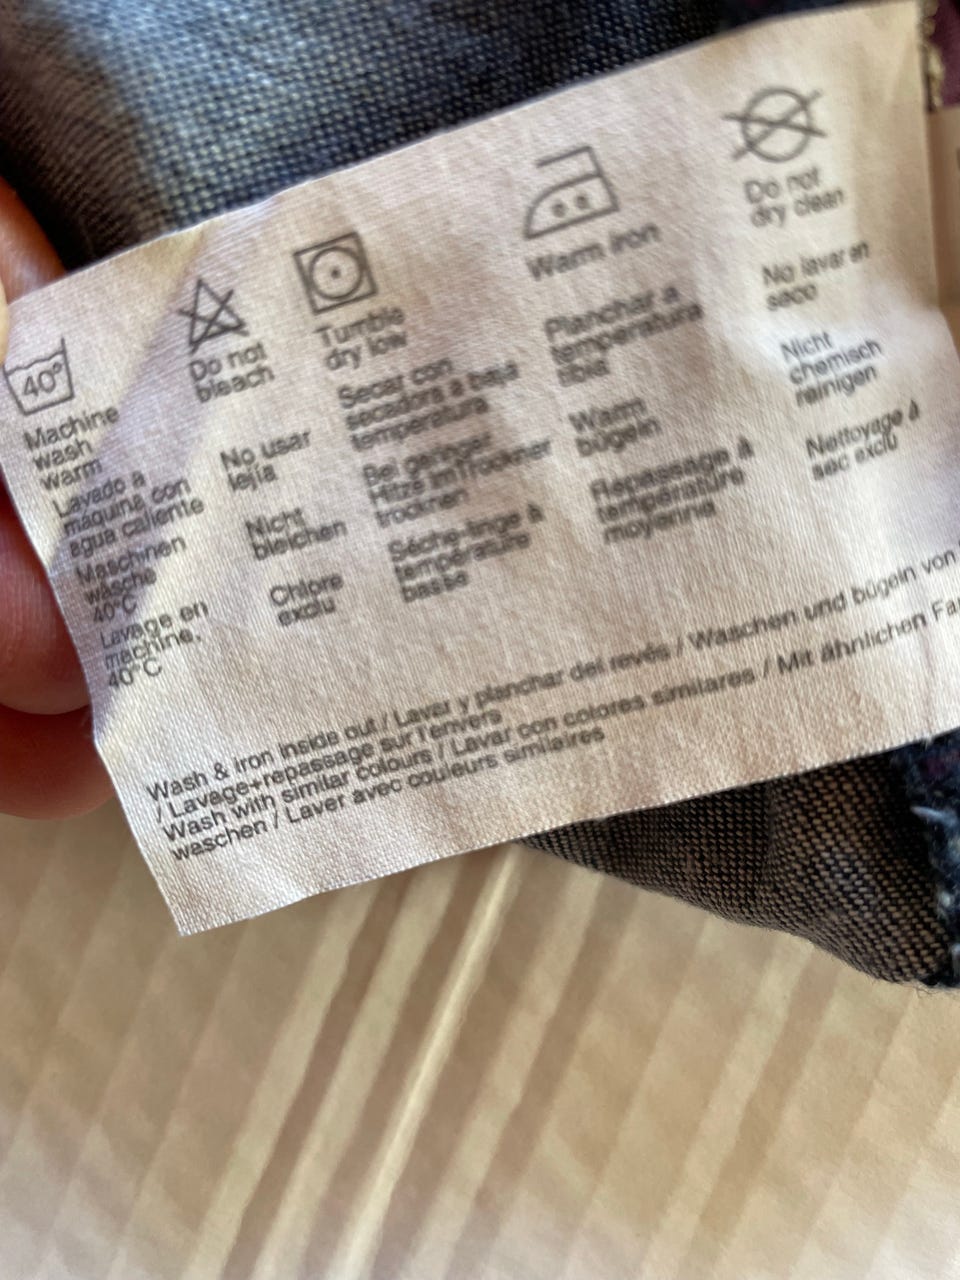 40°
Machine
wash
warm
Lavado a
máquina con
agua caliente
Maschinen
wäsche
40°C
Lavage en
machine,
40°C
Do not
bleach
No usar
lejía
Nicht
bleichen
Chlore
exclu
Tumble
dry low
Secar con
secadora a baja
temperatura
Bei geringer
Hitze imTrockner
trocknen
Séche-linge à
température
basse
Warm iron
Planchar a
temperatura
tibia
Warm
bügeln
Repassage à
température
moyenne
Do not
dry clean
No lavar en
seco
Nicht
chemisch
reinigen
Nettoyage à
sec exclu
Wash & iron inside out / Lavar y planchar del revés / Waschen und bügeln von
/ Lavage+repassage sur l'envers
Wash with similar colours / Lavar con colores similares / Mit ähnlichen
waschen / Laver avec couleurs similaires